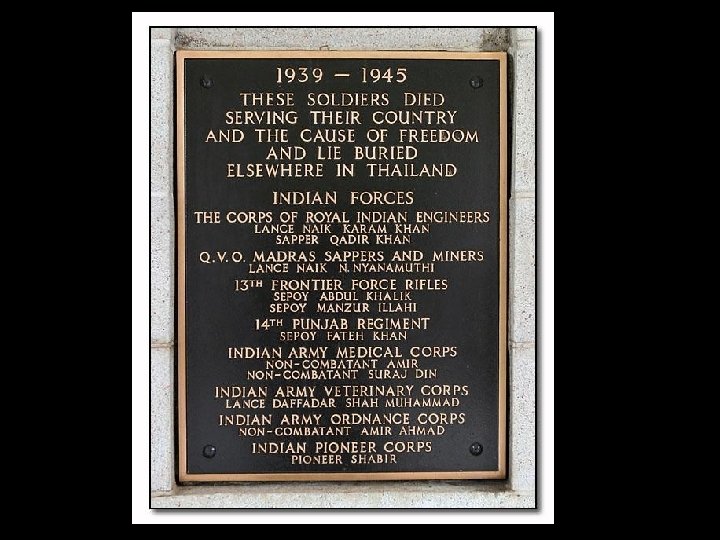 1939 – 1945
THESE SOLDIERS DIED
SERVING THEIR COUNTRY
AND THE CAUSE OF FREEDOM
AND LIE BURIED
ELSEWHERE IN THAILAND
INDIAN FORCES
THE CORPS OF ROYAL INDIAN ENGINEERS
LANCE NAIK KARAM KHAN
SAPPER QADIR KHAN
Q.V.O. MADRAS SAPPERS AND MINERS
LANCE NAIK N. NYANAMUTHI
13TH FRONTIER FORCE RIFLES
SEPOY ABDUL KHALIK
SEPOY MANZUR ILLAHI
14TH PUNJAB REGIMENT
SEPOY FATEH KHAN
INDIAN ARMY MEDICAL CORPS
NON-COMBATANT AMIR
NON-COMBATANT SURAJ DIN
INDIAN ARMY VETERINARY CORPS
LANCE DAFFADAR SHAH MUHAMMAD
INDIAN ARMY ORDNANCE CORPS
NON-COMBATANT AMIR AHMAD
INDIAN PIONEER CORPS
PIONEER SHABIR